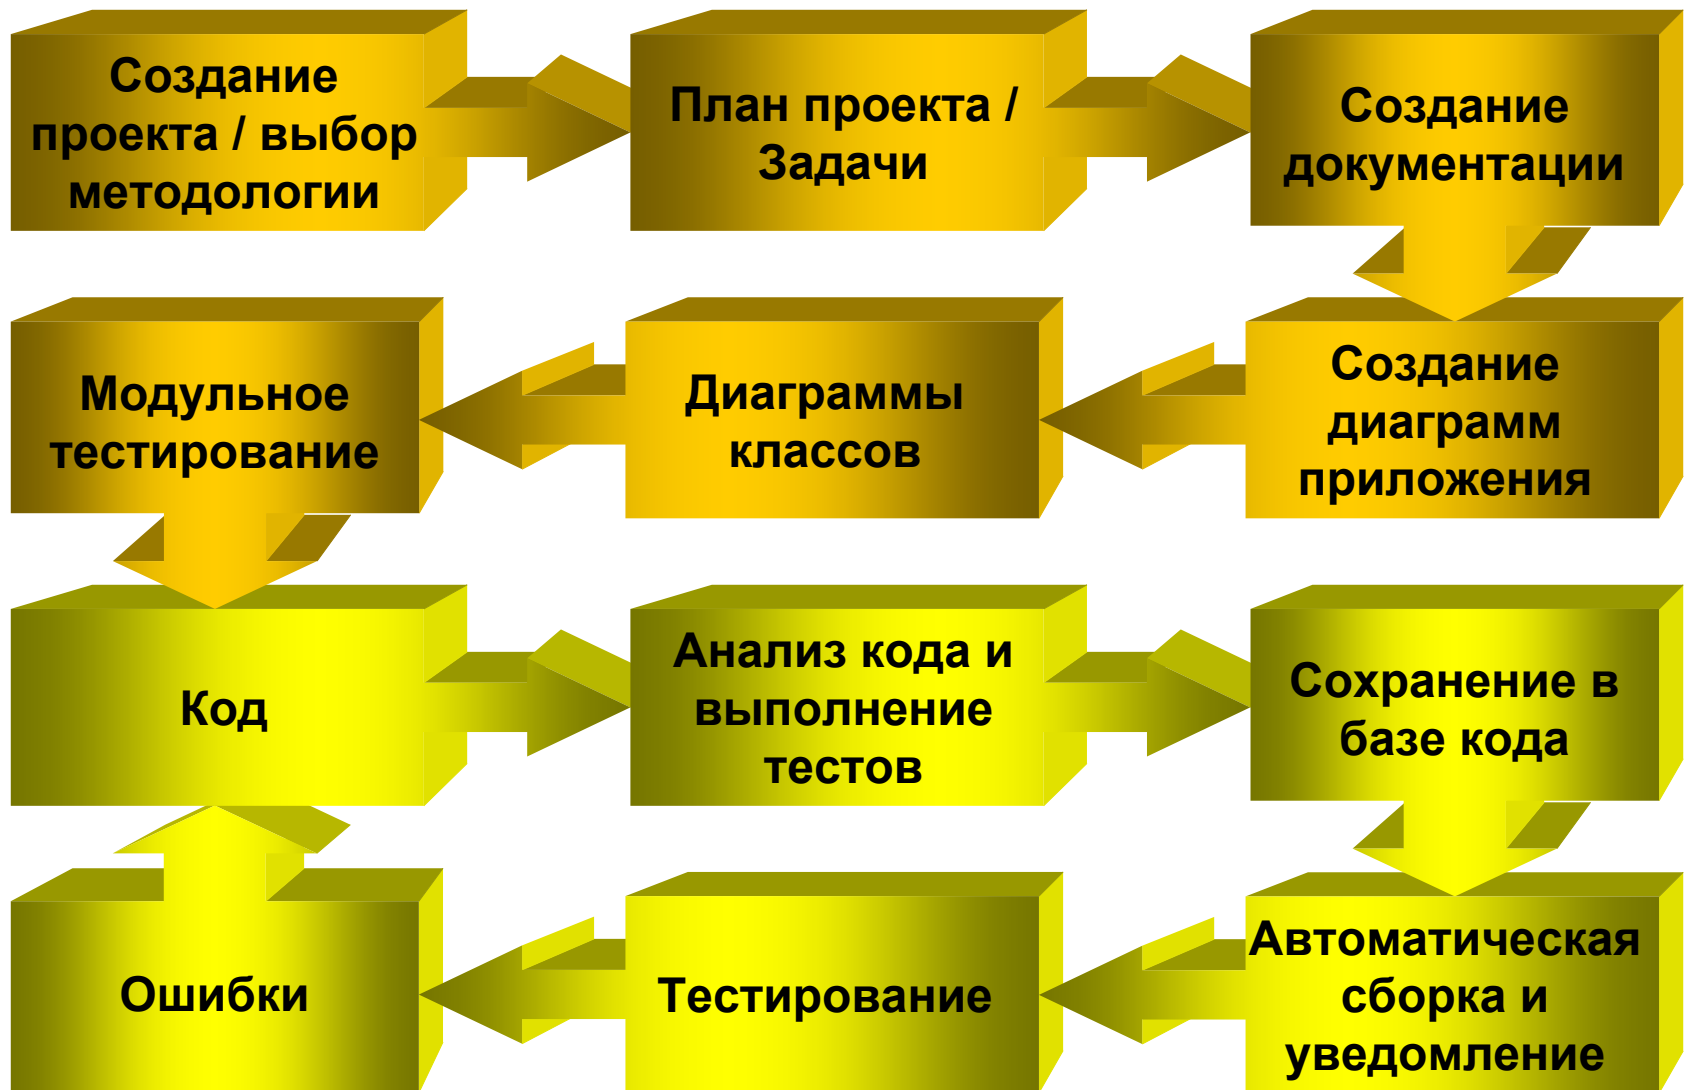 Создание
проекта / выбор
методологии
План проекта /
Задачи
Создание
документации
Модульное
тестирование
Диаграммы
классов
Создание
диаграмм
приложения
Код
Анализ кода и
выполнение
тестов
Сохранение в
базе кода
Ошибки
Тестирование
Автоматическая
сборка и
уведомление